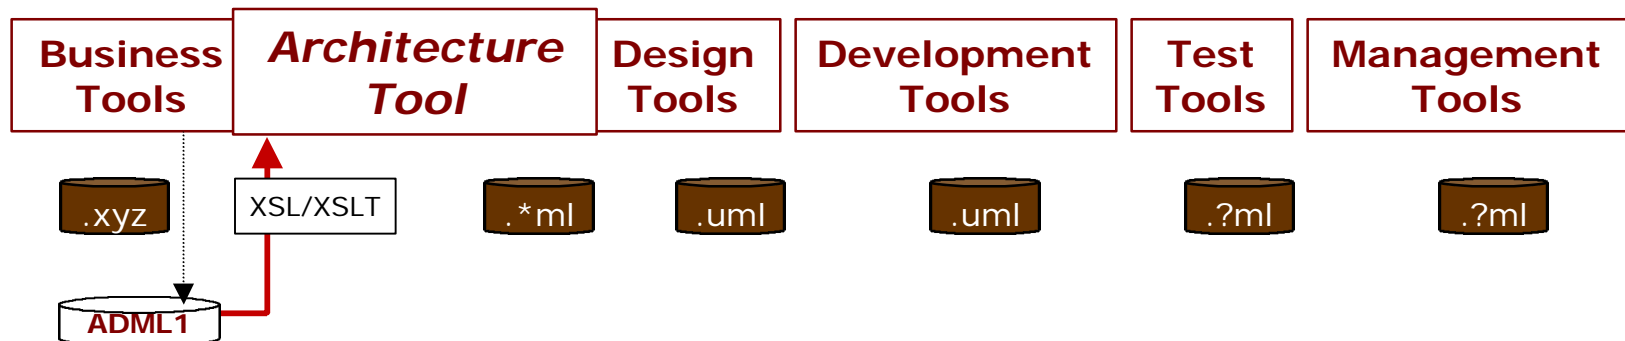 Business
Tools
Architecture
Tool
Design
Tools
Development
Tools
Test
Tools
Management
Tools
.xyz
XSL/XSLT
.*ml
.uml
.uml
.?ml
.?ml
ADML1